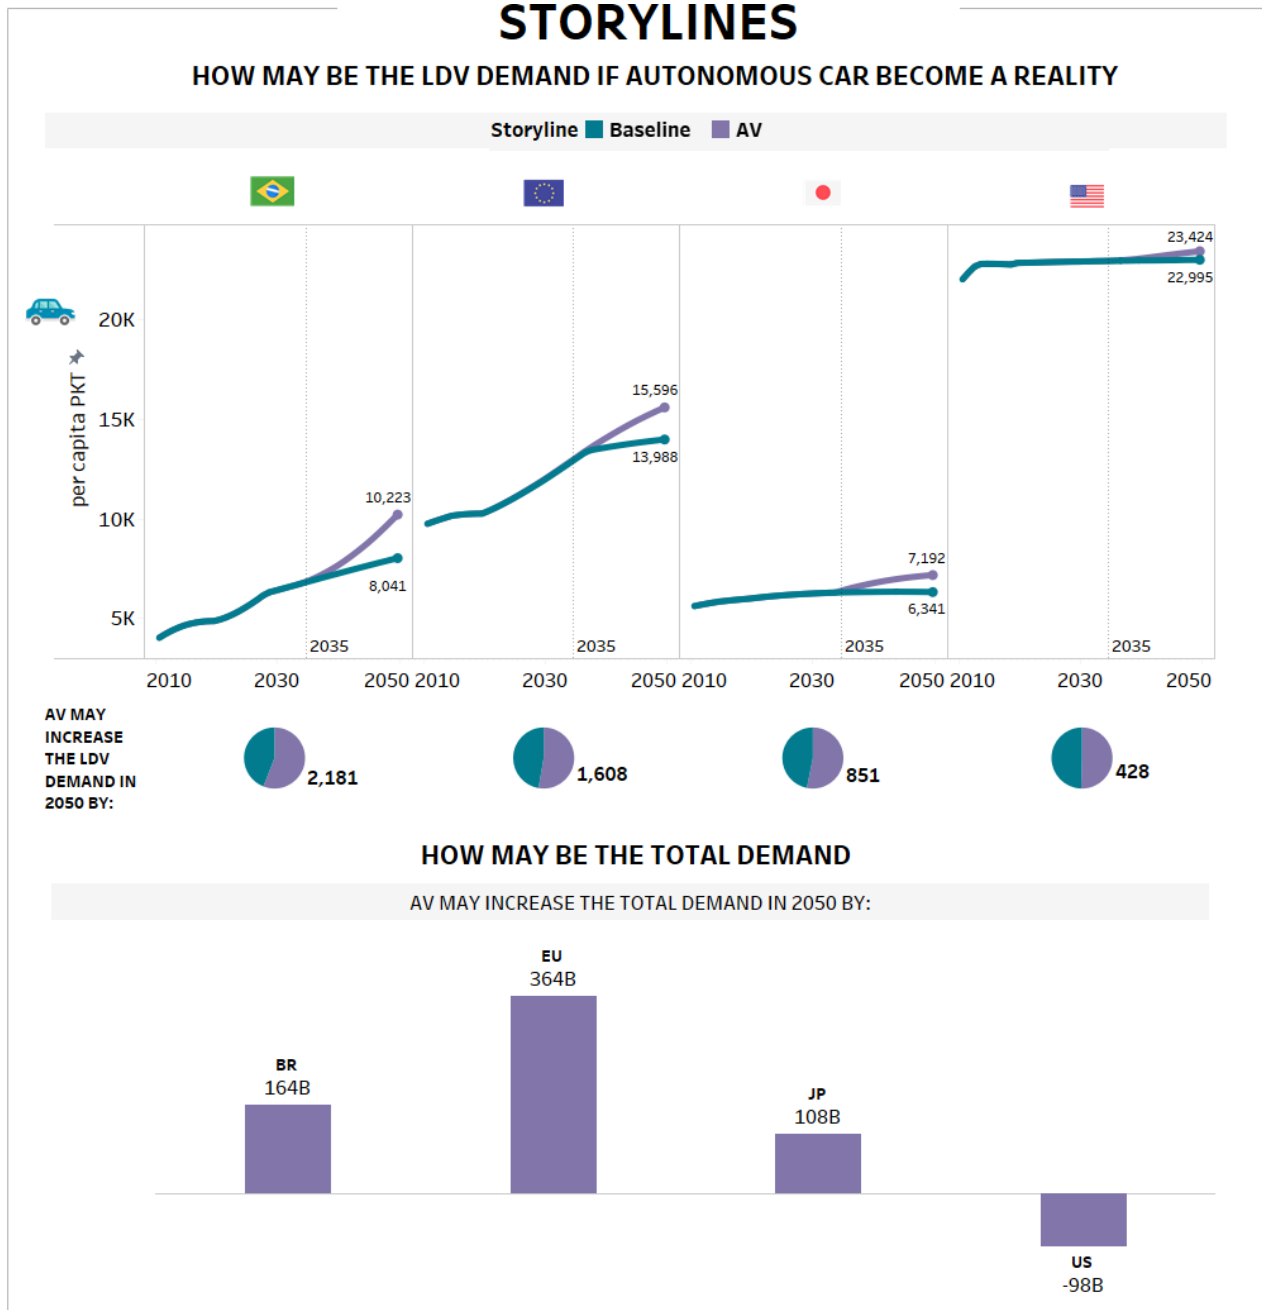 STORYLINES
HOW MAY BE THE LDV DEMAND IF AUTONOMOUS CAR BECOME A REALITY
Storyline Baseline AV
23,424
22,995
20K
per capita PKT
15K
15,596
13,988
10K
10,223
8,041
7,192
6,341
5K
2035 2035 2035 2035
2010 2030 2050 2010 2030 2050 2010 2030 2050 2010 2030 2050
AV MAY
INCREASE
THE LDV
DEMAND IN
2050 BY:
2,181 1,608 851 428
HOW MAY BE THE TOTAL DEMAND
AV MAY INCREASE THE TOTAL DEMAND IN 2050 BY:
EU
364B
BR
164B
JP
108B
US
-98B